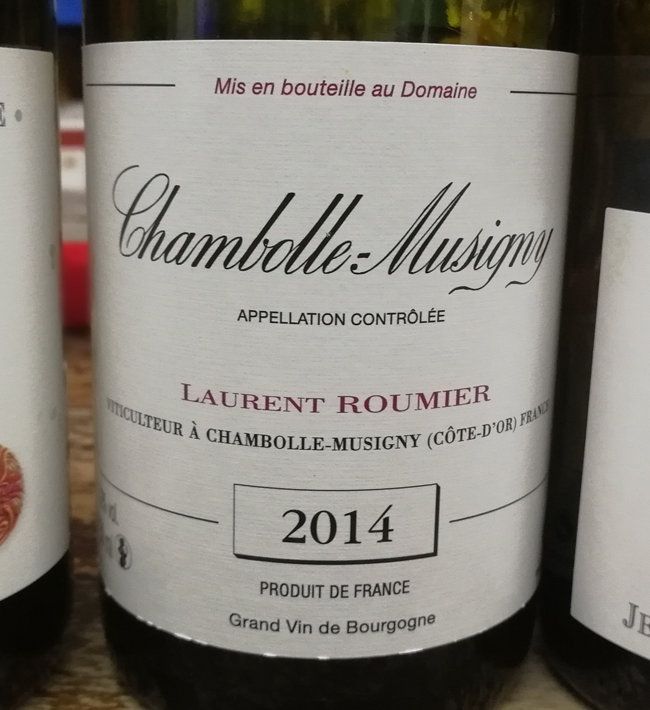 Mis en bouteille au Domaine
Chambolle-Musigny
APPELLATION CONTRÔLÉE
LAURENT ROUMIER
VITICULTEUR À CHAMBOLLE-MUSIGNY (CÔTE-D'OR) FRANCE
2014
PRODUIT DE FRANCE
Grand Vin de Bourgogne